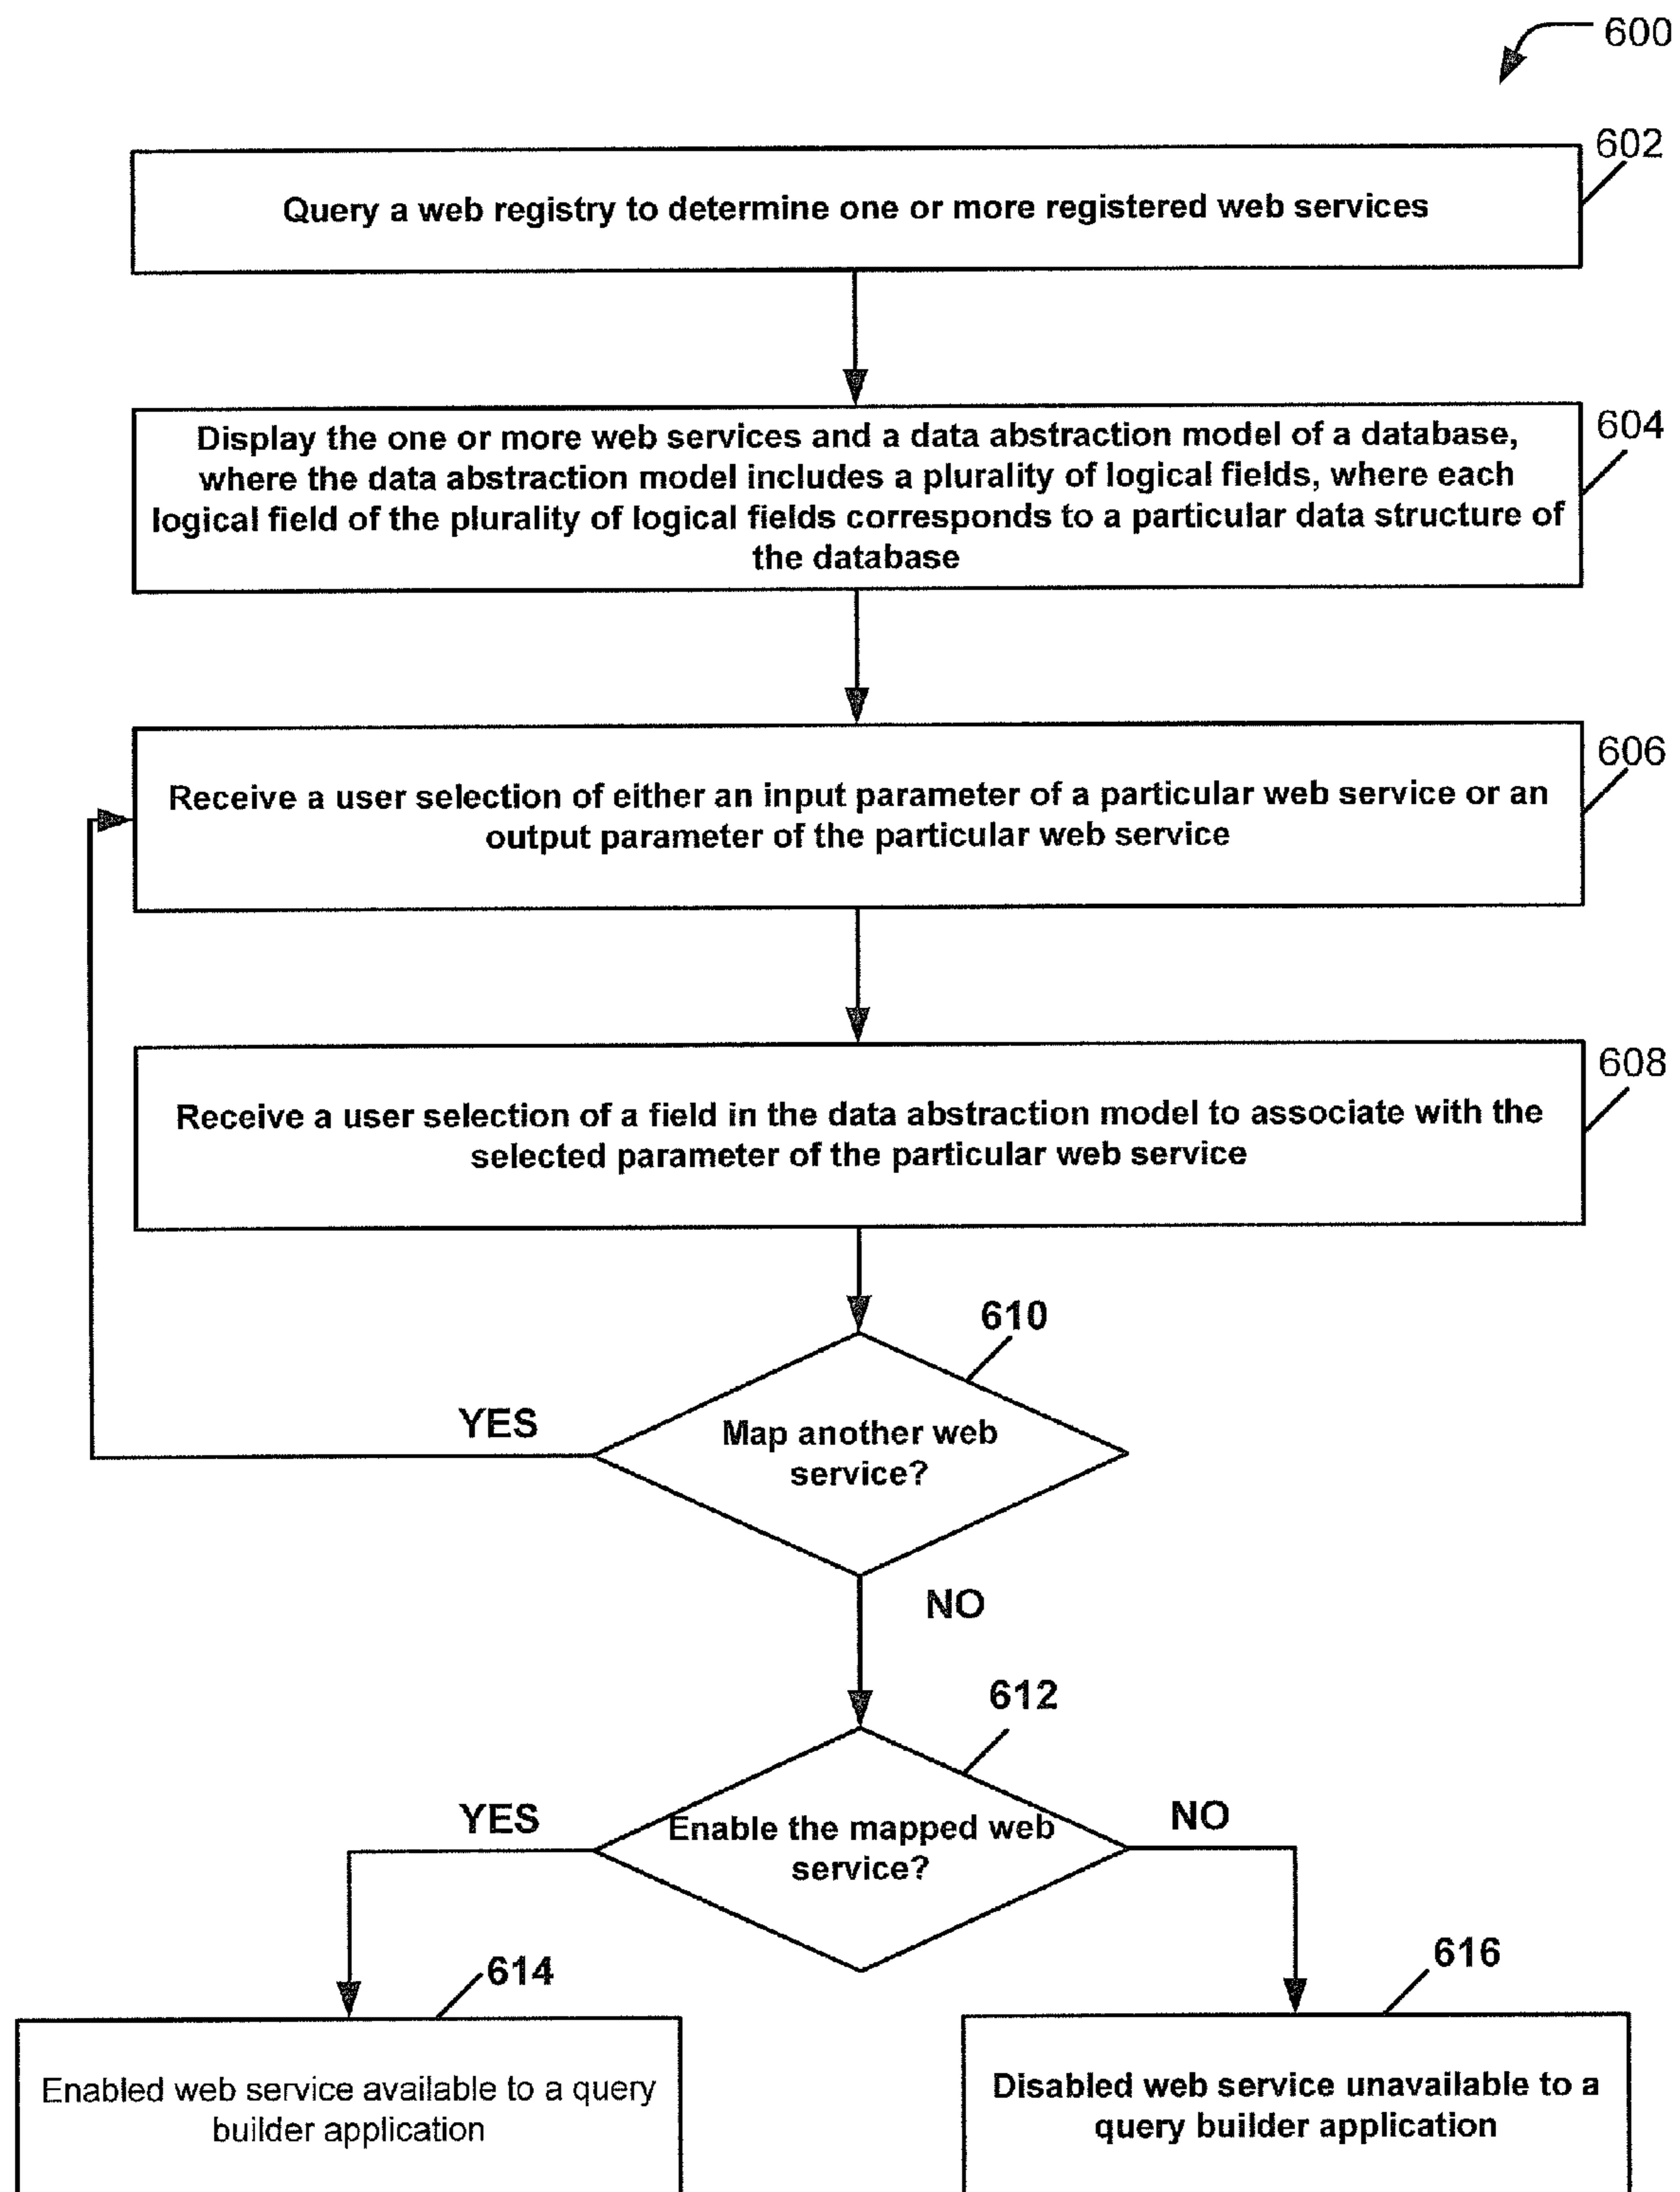 600
602
Query a web registry to determine one or more registered web services
604
Display the one or more web services and a data abstraction model of a database,
where the data abstraction model includes a plurality of logical fields, where each
logical field of the plurality of logical fields corresponds to a particular data structure of
the database
606
Receive a user selection of either an input parameter of a particular web service or an
output parameter of the particular web service
608
Receive a user selection of a field in the data abstraction model to associate with the
selected parameter of the particular web service
610
YES
Map another web
service?
NO
612
YES
Enable the mapped web
service?
NO
614
616
Enabled web service available to a query
builder application
Disabled web service unavailable to a
query builder application